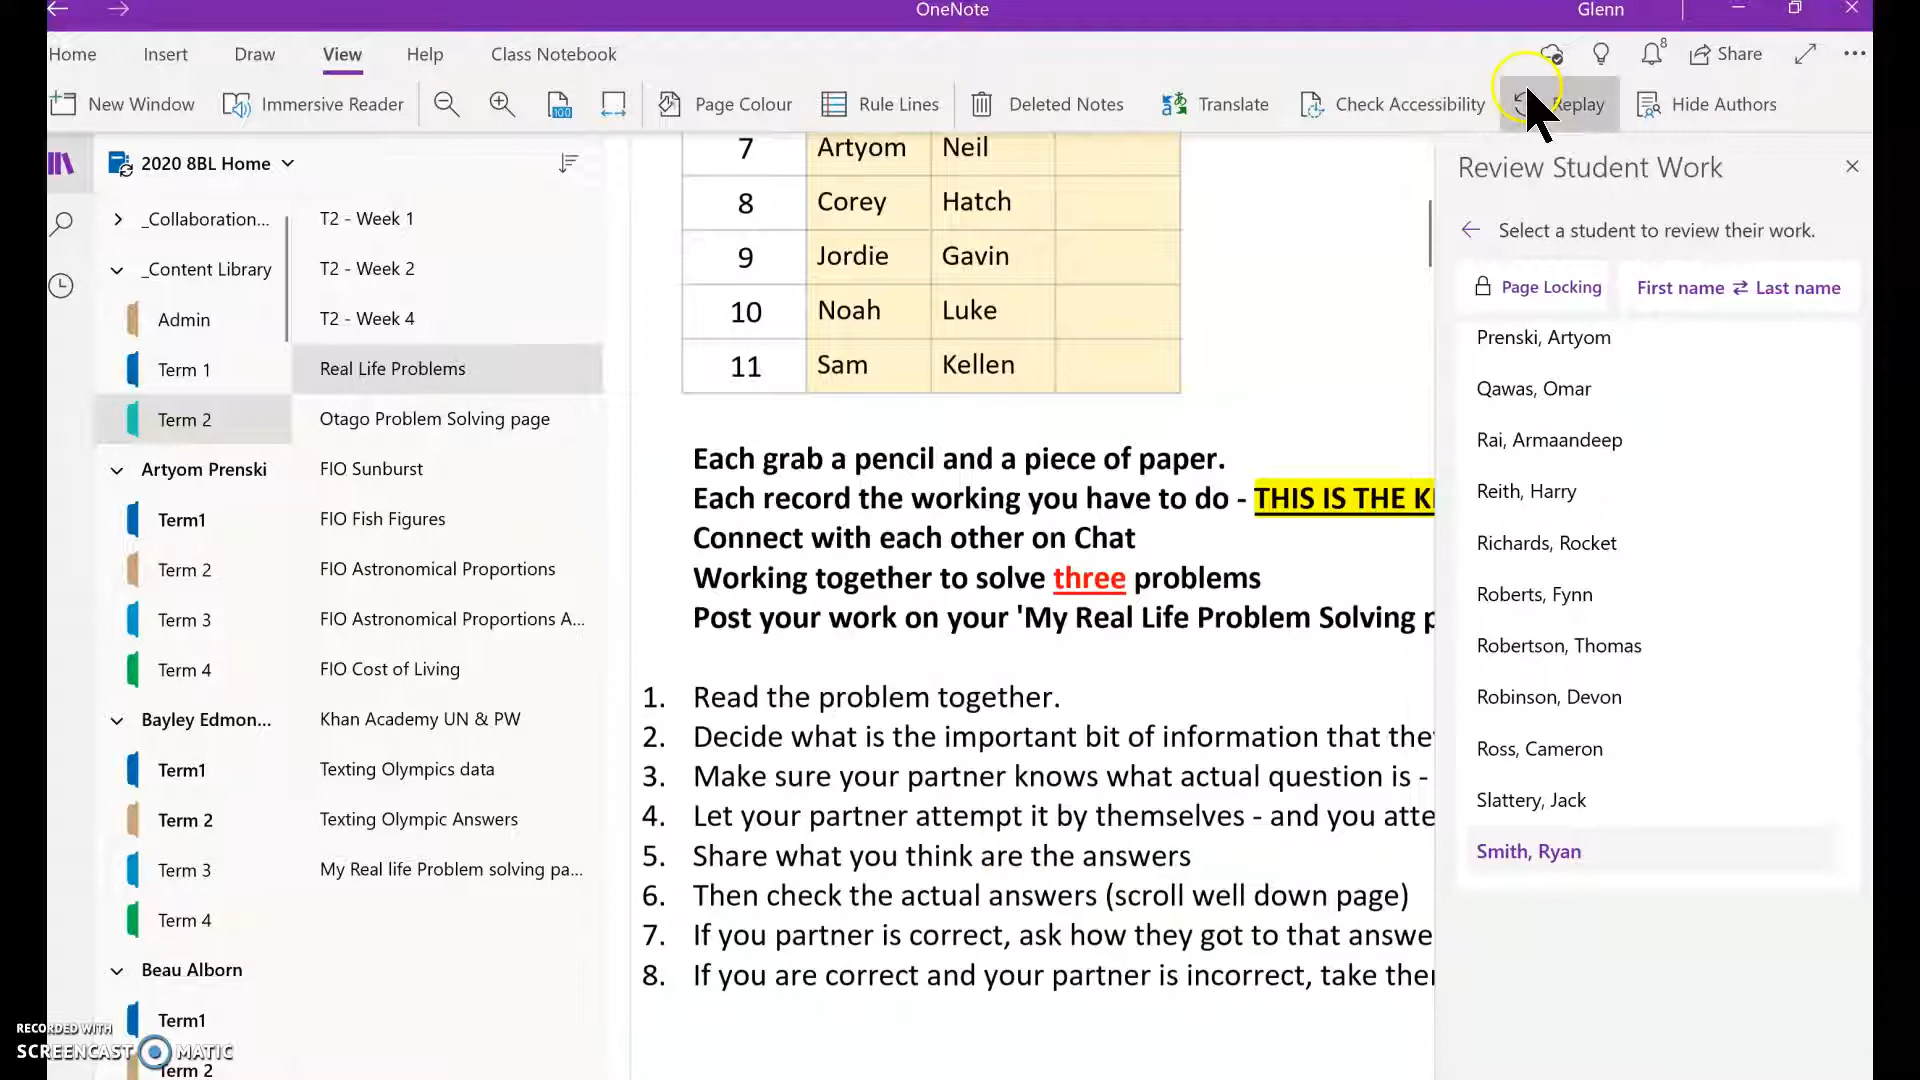 OneNote
Glenn
Home Insert Draw View Help Class Notebook
8 Share
New Window Immersive Reader 100 Page Colour Rule Lines Deleted Notes Translate Check Accessibility Replay Hide Authors
2020 8BL Home
_Collaboration...
_Content Library
Admin
Term 1
Term 2
Artyom Prenski
Term1
Term 2
Term 3
Term 4
Bayley Edmon...
Term1
Term 2
Term 3
Term 4
Beau Alborn
Term1
Term 2
T2 - Week 1
T2 - Week 2
T2 - Week 4
Real Life Problems
Otago Problem Solving page
FIO Sunburst
FIO Fish Figures
FIO Astronomical Proportions
FIO Astronomical Proportions A...
FIO Cost of Living
Khan Academy UN & PW
Texting Olympics data
Texting Olympic Answers
My Real life Problem solving pa...
7 Artyom Neil
8 Corey Hatch
9 Jordie Gavin
10 Noah Luke
11 Sam Kellen
Each grab a pencil and a piece of paper.
Each record the working you have to do - THIS IS THE K
Connect with each other on Chat
Working together to solve three problems
Post your work on your 'My Real Life Problem Solving p
1. Read the problem together.
2. Decide what is the important bit of information that the
3. Make sure your partner knows what actual question is -
4. Let your partner attempt it by themselves - and you atte
5. Share what you think are the answers
6. Then check the actual answers (scroll well down page)
7. If you partner is correct, ask how they got to that answe
8. If you are correct and your partner is incorrect, take the
Review Student Work
Select a student to review their work.
Page Locking First name ⇄ Last name
Prenski, Artyom
Qawas, Omar
Rai, Armaandeep
Reith, Harry
Richards, Rocket
Roberts, Fynn
Robertson, Thomas
Robinson, Devon
Ross, Cameron
Slattery, Jack
Smith, Ryan
RECORDED WITH
SCREENCAST MATIC